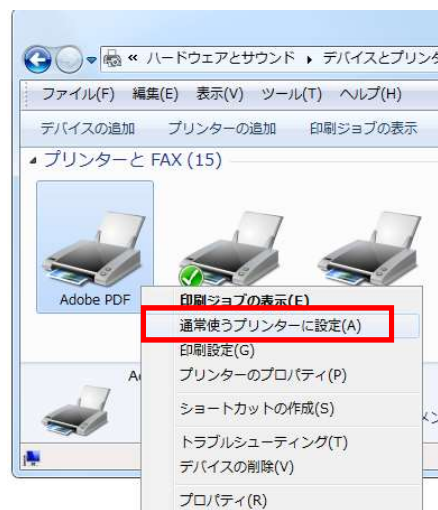 « ハードウェアとサウンド ▸ デバイスとプリンタ
ファイル(F) 編集(E) 表示(V) ツール(T) ヘルプ(H)
デバイスの追加 プリンターの追加 印刷ジョブの表示
プリンターと FAX (15)
Adobe PDF
印刷ジョブの表示(E)
通常使うプリンターに設定(A)
印刷設定(G)
プリンターのプロパティ(P)
ショートカットの作成(S)
トラブルシューティング(T)
デバイスの削除(V)
プロパティ(R)